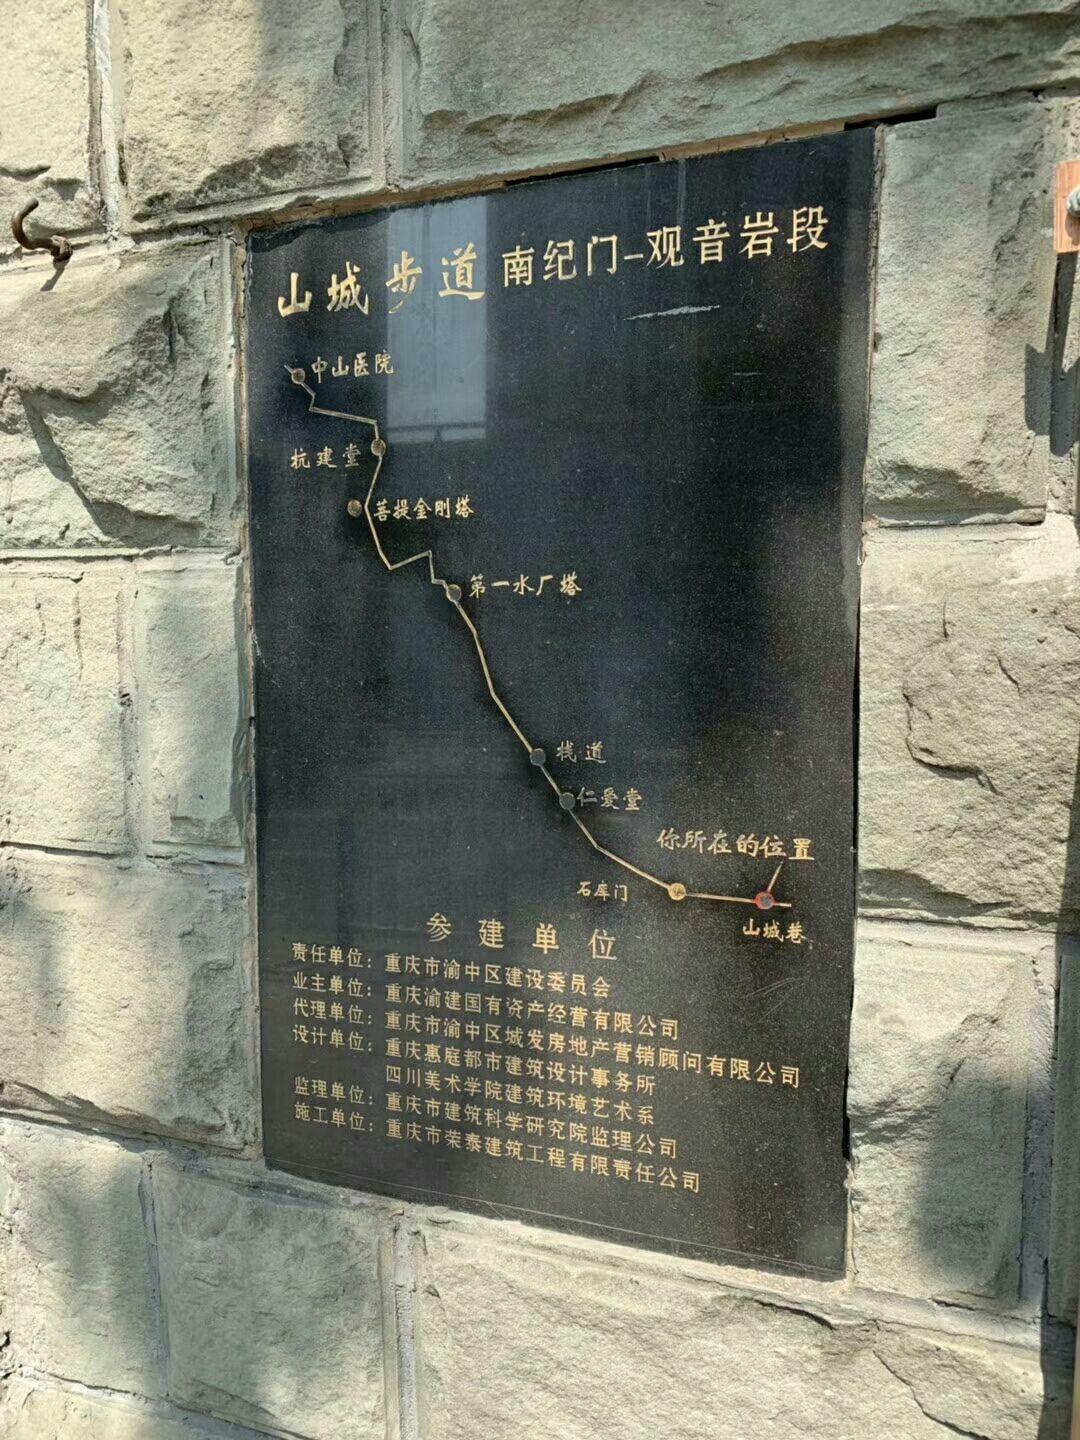 山城步道 南纪门-观音岩段
中山医院
抗建堂
菩提金刚塔
第一水厂塔
栈道
仁爱堂
你所在的位置
石库门
山城巷
参建单位
责任单位：重庆市渝中区建设委员会
业主单位：重庆渝建国有资产经营有限公司
代理单位：重庆市渝中区城发房地产营销顾问有限公司
设计单位：重庆惠庭都市建筑设计事务所
四川美术学院建筑环境艺术系
监理单位：重庆市建筑科学研究院监理公司
施工单位：重庆市荣泰建筑工程有限责任公司